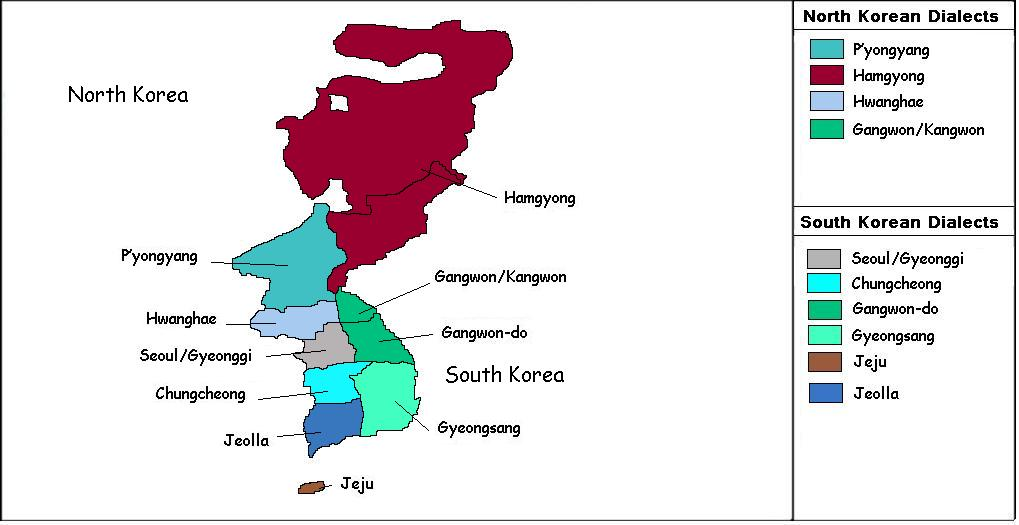 North Korea
Hamgyong
P'yongyang
Gangwon/Kangwon
Hwanghae
Gangwon-do
Seoul/Gyeonggi
South Korea
Chungcheong
Gyeongsang
Jeolla
Jeju
North Korean Dialects
P'yongyang
Hamgyong
Hwanghae
Gangwon/Kangwon
South Korean Dialects
Seoul/Gyeonggi
Chungcheong
Gangwon-do
Gyeongsang
Jeju
Jeolla